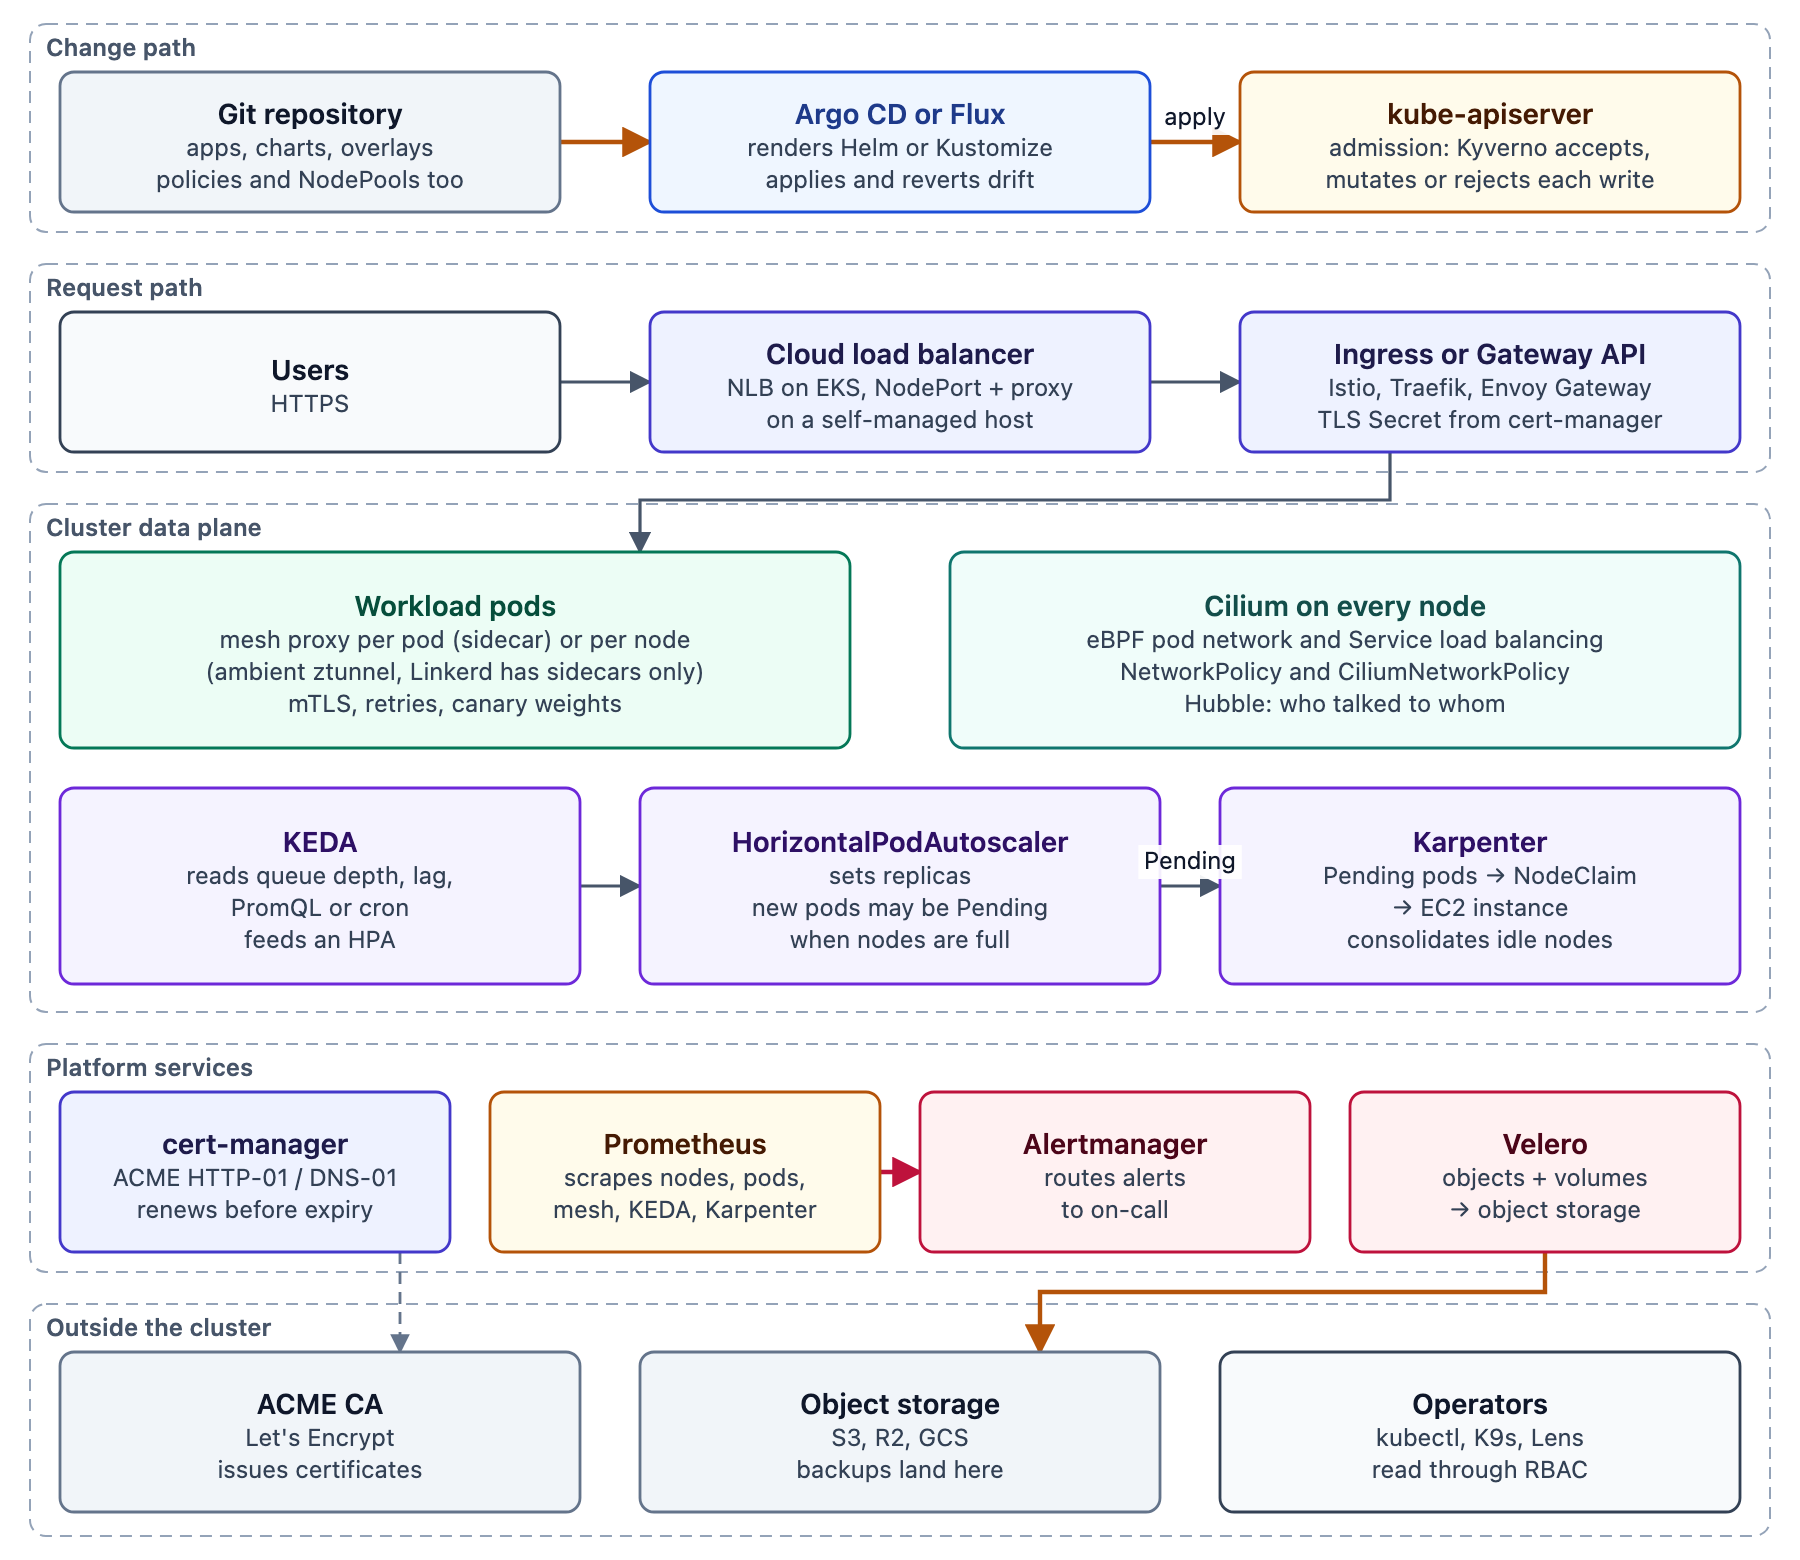 Change path
Git repository
apps, charts, overlays
policies and NodePools too
Argo CD or Flux
renders Helm or Kustomize
applies and reverts drift
apply
kube-apiserver
admission: Kyverno accepts,
mutates or rejects each write
Request path
Users
HTTPS
Cloud load balancer
NLB on EKS, NodePort + proxy
on a self-managed host
Ingress or Gateway API
Istio, Traefik, Envoy Gateway
TLS Secret from cert-manager
Cluster data plane
Workload pods
mesh proxy per pod (sidecar) or per node
(ambient ztunnel, Linkerd has sidecars only)
mTLS, retries, canary weights
Cilium on every node
eBPF pod network and Service load balancing
NetworkPolicy and CiliumNetworkPolicy
Hubble: who talked to whom
KEDA
reads queue depth, lag,
PromQL or cron
feeds an HPA
HorizontalPodAutoscaler
sets replicas
new pods may be Pending
when nodes are full
Pending
Karpenter
Pending pods → NodeClaim
→ EC2 instance
consolidates idle nodes
Platform services
cert-manager
ACME HTTP-01 / DNS-01
renews before expiry
Prometheus
scrapes nodes, pods,
mesh, KEDA, Karpenter
Alertmanager
routes alerts
to on-call
Velero
objects + volumes
→ object storage
Outside the cluster
ACME CA
Let's Encrypt
issues certificates
Object storage
S3, R2, GCS
backups land here
Operators
kubectl, K9s, Lens
read through RBAC